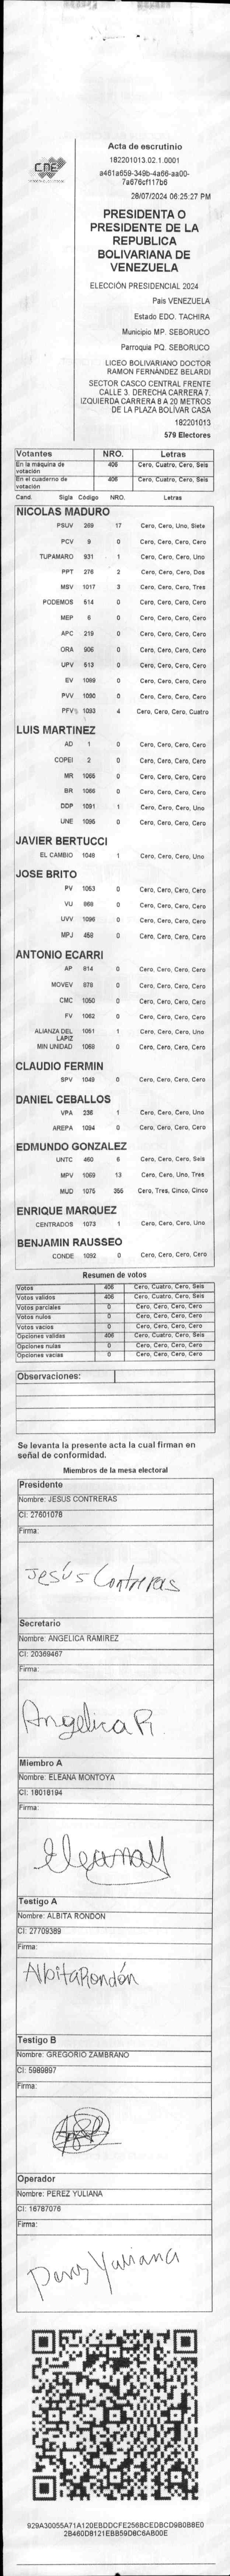 CNE
Acta de escrutinio
182201013.02.1.0001
a461a659-349b-4a66-aa00-
7a676cf117b6
28/07/2024 06:25:27 PM
PRESIDENTA O
PRESIDENTE DE LA
REPUBLICA
BOLIVARIANA DE
VENEZUELA
ELECCIÓN PRESIDENCIAL 2024
Pais VENEZUELA
Estado EDO. TACHIRA
Municipio MP. SEBORUCO
Parroquia PQ. SEBORUCO
LICEO BOLIVARIANO DOCTOR
RAMON FERNÁNDEZ BELARDI
SECTOR CASCO CENTRAL FRENTE
CALLE 3. DERECHA CARRERA 7.
IZQUIERDA CARRERA 8 A 20 METROS
DE LA PLAZA BOLÍVAR CASA
182201013
579 Electores
Votantes NRO. Letras
En la máquina de votación 406 Cero, Cuatro, Cero, Seis
En el cuaderno de votación 406 Cero, Cuatro, Cero, Seis
Cand. Sigla Código NRO. Letras
NICOLAS MADURO
PSUV 269 17 Cero, Cero, Uno, Siete
PCV 9 0 Cero, Cero, Cero, Cero
TUPAMARO 931 1 Cero, Cero, Cero, Uno
PPT 276 2 Cero, Cero, Cero, Dos
MSV 1017 3 Cero, Cero, Cero, Tres
PODEMOS 514 0 Cero, Cero, Cero, Cero
MEP 6 0 Cero, Cero, Cero, Cero
APC 219 0 Cero, Cero, Cero, Cero
ORA 906 0 Cero, Cero, Cero, Cero
UPV 513 0 Cero, Cero, Cero, Cero
EV 1099 0 Cero, Cero, Cero, Cero
PVV 1090 0 Cero, Cero, Cero, Cero
PFV 1093 4 Cero, Cero, Cero, Cuatro
LUIS MARTINEZ
AD 1 0 Cero, Cero, Cero, Cero
COPEI 2 0 Cero, Cero, Cero, Cero
MR 1065 0 Cero, Cero, Cero, Cero
BR 1066 0 Cero, Cero, Cero, Cero
DDP 1091 1 Cero, Cero, Cero, Uno
UNE 1095 0 Cero, Cero, Cero, Cero
JAVIER BERTUCCI
EL CAMBIO 1048 1 Cero, Cero, Cero, Uno
JOSE BRITO
PV 1053 0 Cero, Cero, Cero, Cero
VU 868 0 Cero, Cero, Cero, Cero
UVV 1096 0 Cero, Cero, Cero, Cero
MPJ 458 0 Cero, Cero, Cero, Cero
ANTONIO ECARRI
AP 814 0 Cero, Cero, Cero, Cero
MOVEV 878 0 Cero, Cero, Cero, Cero
CMC 1050 0 Cero, Cero, Cero, Cero
FV 1062 0 Cero, Cero, Cero, Cero
ALIANZA DEL LAPIZ 1051 1 Cero, Cero, Cero, Uno
MIN UNIDAD 1069 0 Cero, Cero, Cero, Cero
CLAUDIO FERMIN
SPV 1049 0 Cero, Cero, Cero, Cero
DANIEL CEBALLOS
VPA 236 1 Cero, Cero, Cero, Uno
AREPA 1094 0 Cero, Cero, Cero, Cero
EDMUNDO GONZALEZ
UNTC 460 6 Cero, Cero, Cero, Seis
MPV 1069 13 Cero, Cero, Uno, Tres
MUD 1075 355 Cero, Tres, Cinco, Cinco
ENRIQUE MARQUEZ
CENTRADOS 1073 1 Cero, Cero, Cero, Uno
BENJAMIN RAUSSEO
CONDE 1092 0 Cero, Cero, Cero, Cero
Resumen de votos
Votos 406 Cero, Cuatro, Cero, Seis
Votos validos 406 Cero, Cuatro, Cero, Seis
Votos parciales 0 Cero, Cero, Cero, Cero
Votos nulos 0 Cero, Cero, Cero, Cero
Votos vacios 0 Cero, Cero, Cero, Cero
Opciones validas 406 Cero, Cuatro, Cero, Seis
Opciones nulas 0 Cero, Cero, Cero, Cero
Opciones vacias 0 Cero, Cero, Cero, Cero
Observaciones:
Se levanta la presente acta la cual firman en
señal de conformidad.
Miembros de la mesa electoral
Presidente
Nombre: JESUS CONTRERAS
CI: 27601078
Firma:
Jesús Contreras
Secretario
Nombre: ANGELICA RAMIREZ
CI: 20369467
Firma:
Angelica R.
Miembro A
Nombre: ELEANA MONTOYA
CI: 18018194
Firma:
EleanaM
Testigo A
Nombre: ALBITA RONDON
CI: 27709389
Firma:
Albita Rondón
Testigo B
Nombre: GREGORIO ZAMBRANO
CI: 5989897
Firma:
Operador
Nombre: PEREZ YULIANA
CI: 16787076
Firma:
Perez Yuliana
929A30055A71A120EBDDCFE256BCEDBCD9B0B8E0
2B460D8121EBB59D8C6AB00E